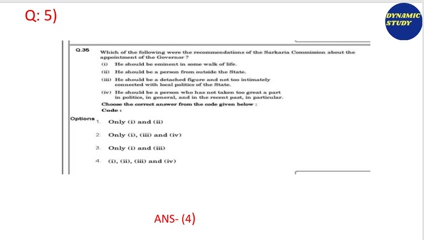 Q: 5)
DYNAMIC
STUDY
Q.35
Which of the following were the recommendations of the Sarkaria Commission about the
appointment of the Governor ?
(i) He should be eminent in some walk of life.
(ii) He should be a person from outside the State.
(iii) He should be a detached figure and not too intimately
connected with local politics of the State.
(iv) He should be a person who has not taken too great a part
in politics, in general, and in the recent past, in particular.
Choose the correct answer from the code given below :
Code :
Options
1. Only (i) and (ii)
2. Only (i), (iii) and (iv)
3. Only (i) and (iii)
4. (i), (ii), (iii) and (iv)
ANS- (4)